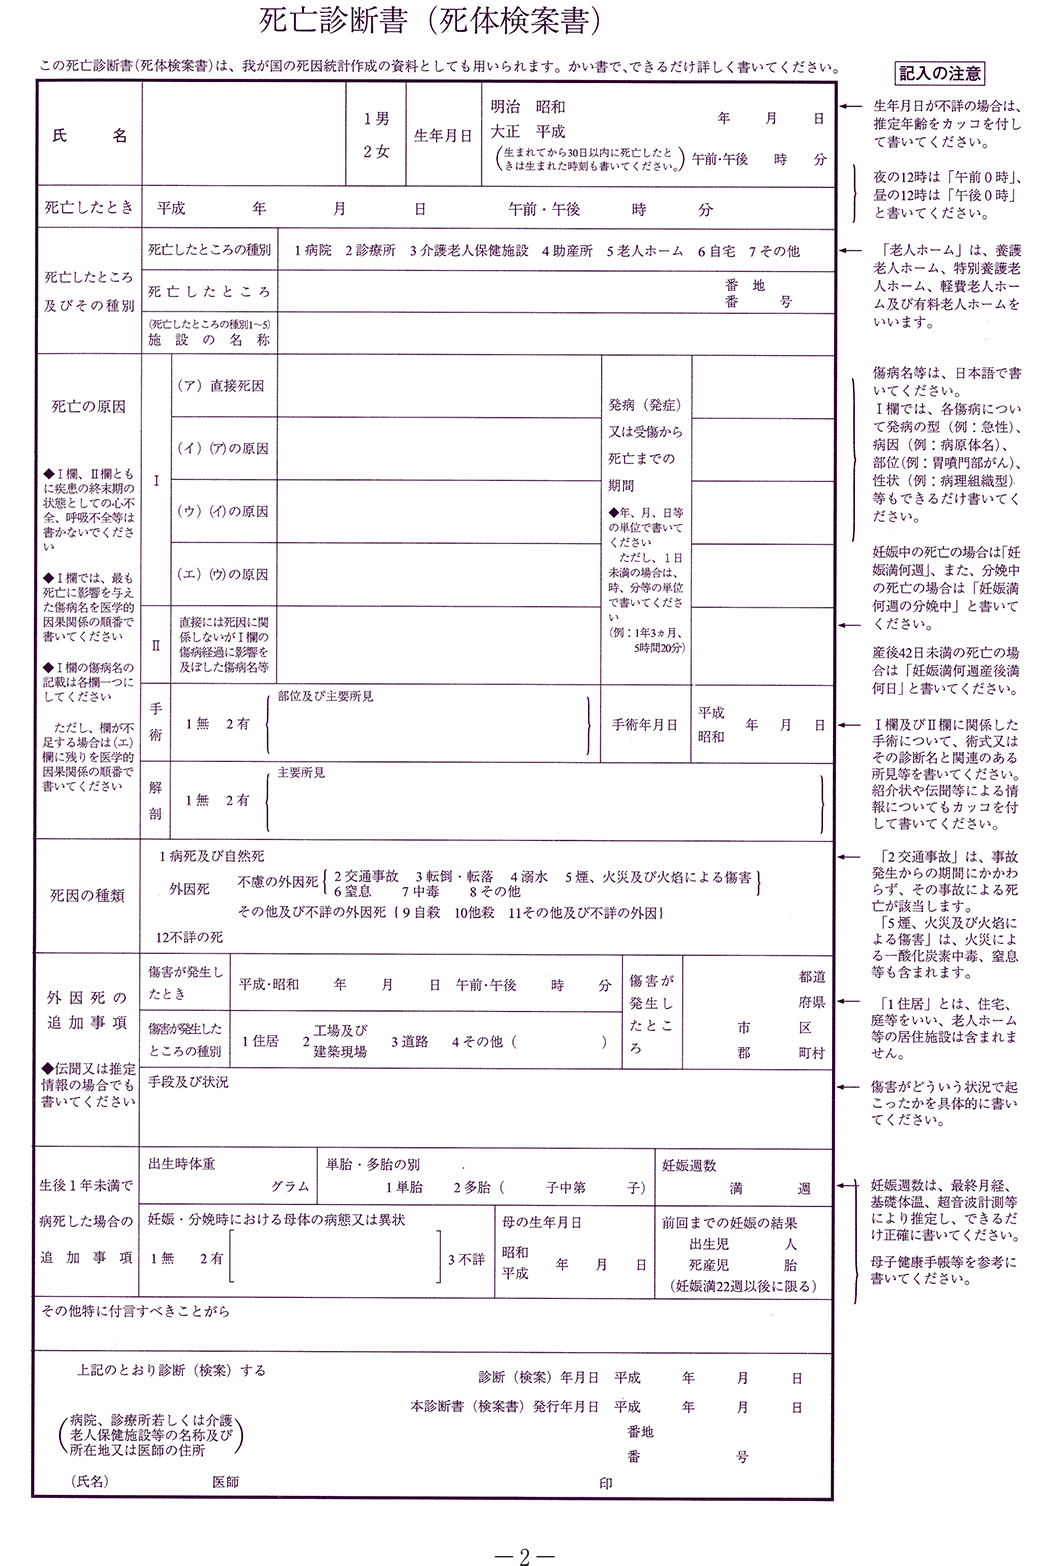 死亡診断書（死体検案書）
この死亡診断書(死体検案書)は、我が国の死因統計作成の資料としても用いられます。かい書で、できるだけ詳しく書いてください。
記入の注意
氏　名
1男
2女
生年月日
明治　昭和
大正　平成
年　月　日
(生まれてから30日以内に死亡したと
きは生まれた時刻も書いてください。)
午前・午後　時　分
生年月日が不詳の場合は、
推定年齢をカッコを付し
て書いてください。
死亡したとき
平成　年　月　日　午前・午後　時　分
夜の12時は「午前０時」、
昼の12時は「午後０時」
と書いてください。
死亡したところ
及びその種別
死亡したところの種別
1病院　2診療所　3介護老人保健施設　4助産所　5老人ホーム　6自宅　7その他
死亡したところ
番　地
番　号
(死亡したところの種別1～5)
施設の名称
「老人ホーム」は、養護
老人ホーム、特別養護老
人ホーム、軽費老人ホー
ム及び有料老人ホームを
いいます。
死亡の原因
◆Ⅰ欄、Ⅱ欄とも
に疾患の終末期の
状態としての心不
全、呼吸不全等は
書かないでくださ
い
◆Ⅰ欄では、最も
死亡に影響を与え
た傷病名を医学的
因果関係の順番で
書いてください
◆Ⅰ欄の傷病名の
記載は各欄一つに
してください
ただし、欄が不
足する場合は(エ)
欄に残りを医学的
因果関係の順番で
書いてください
Ⅰ
（ア）直接死因
（イ）(ア)の原因
（ウ）(イ)の原因
（エ）(ウ)の原因
Ⅱ
直接には死因に関
係しないがⅠ欄の
傷病経過に影響を
及ぼした傷病名等
発病（発症）
又は受傷から
死亡までの
期間
◆年、月、日等
の単位で書いて
ください
ただし、1日
未満の場合は、
時、分等の単位
で書いてくださ
い
(例：1年3ヵ月、
5時間20分)
傷病名等は、日本語で書
いてください。
Ⅰ欄では、各傷病につい
て発病の型（例：急性）、
病因（例：病原体名）、
部位(例：胃噴門部がん)、
性状（例：病理組織型）
等もできるだけ書いてく
ださい。
妊娠中の死亡の場合は「妊
娠満何週」、また、分娩中
の死亡の場合は「妊娠満
何週の分娩中」と書いて
ください。
産後42日未満の死亡の場
合は「妊娠満何週産後満
何日」と書いてください。
手術
1無　2有
部位及び主要所見
手術年月日
平成
昭和
年　月　日
Ⅰ欄及びⅡ欄に関係した
手術について、術式又は
その診断名と関連のある
所見等を書いてください。
紹介状や伝聞等による情
報についてもカッコを付
して書いてください。
解剖
1無　2有
主要所見
死因の種類
1病死及び自然死
外因死
不慮の外因死{2交通事故　3転倒・転落　4溺水　5煙、火災及び火焔による傷害
6窒息　7中毒　8その他}
その他及び不詳の外因死{9自殺　10他殺　11その他及び不詳の外因}
12不詳の死
「2交通事故」は、事故
発生からの期間にかかわ
らず、その事故による死
亡が該当します。
「5煙、火災及び火焔に
よる傷害」は、火災によ
る一酸化炭素中毒、窒息
等も含まれます。
外因死の
追加事項
◆伝聞又は推定
情報の場合でも
書いてください
傷害が発生し
たとき
平成・昭和　年　月　日　午前・午後　時　分
傷害が発生した
ところの種別
1住居　2工場及び
建築現場　3道路　4その他（　）
傷害が
発生し
たとこ
ろ
都道
府県
市　区
郡　町村
「1住居」とは、住宅、
庭等をいい、老人ホーム
等の居住施設は含まれま
せん。
手段及び状況
傷害がどういう状況で起
こったかを具体的に書い
てください。
生後1年未満で
病死した場合の
追加事項
出生時体重
グラム
単胎・多胎の別
1単胎　2多胎（　子中第　子）
妊娠週数
満　週
妊娠・分娩時における母体の病態又は異状
1無　2有　3不詳
母の生年月日
昭和
平成
年　月　日
前回までの妊娠の結果
出生児　人
死産児　胎
（妊娠満22週以後に限る）
妊娠週数は、最終月経、
基礎体温、超音波計測等
により推定し、できるだ
け正確に書いてください。
母子健康手帳等を参考に
書いてください。
その他特に付言すべきことがら
上記のとおり診断（検案）する
診断（検案）年月日　平成　年　月　日
本診断書（検案書）発行年月日　平成　年　月　日
(病院、診療所若しくは介護
老人保健施設等の名称及び
所在地又は医師の住所)
番地
番　号
（氏名）　医師　印
―2―